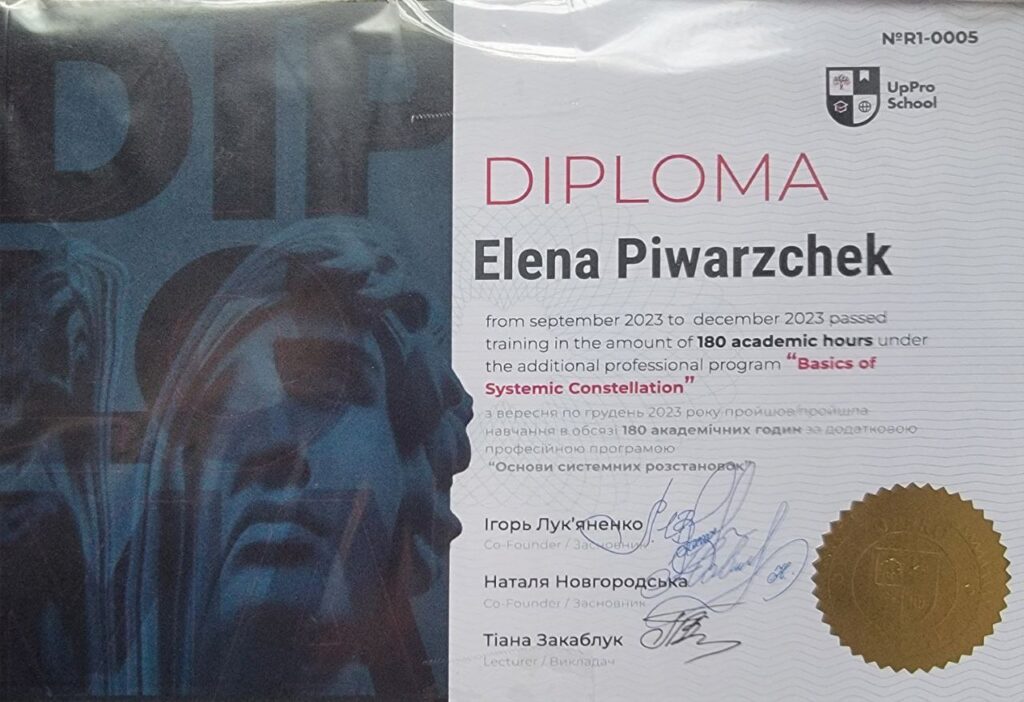 DIP
№R1-0005
UpPro
School
DIPLOMA
Elena Piwarzchek
from september 2023 to december 2023 passed
training in the amount of 180 academic hours under
the additional professional program “Basics of
Systemic Constellation”
з вересня по грудень 2023 року пройшов/пройшла
навчання в обсязі 180 академічних годин за додатковою
професійною програмою
“Основи системних розстановок”
Ігорь Лук'яненко
Co-Founder / Засновник
Наталя Новгородська
Co-Founder / Засновник
Тіана Закаблук
Lecturer / Викладач